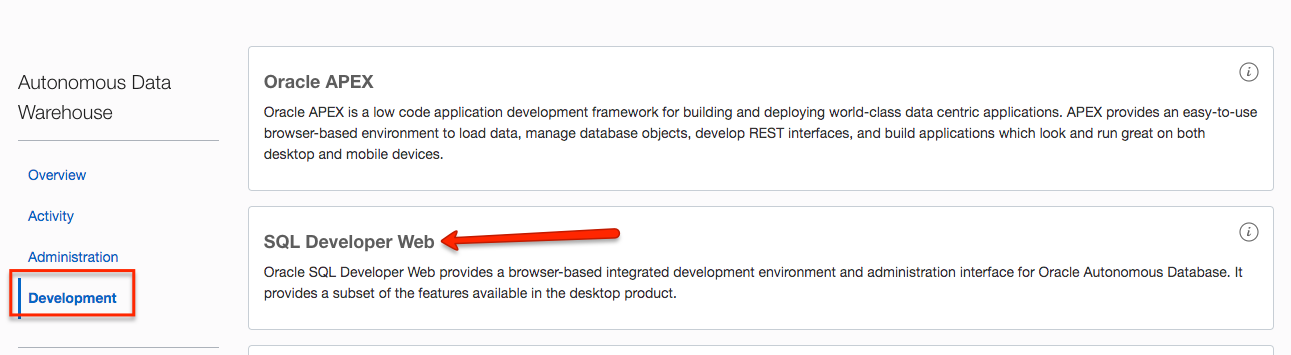 Autonomous Data
Warehouse
Overview
Activity
Administration
Development
Oracle APEX
Oracle APEX is a low code application development framework for building and deploying world-class data centric applications. APEX provides an easy-to-use
browser-based environment to load data, manage database objects, develop REST interfaces, and build applications which look and run great on both
desktop and mobile devices.
SQL Developer Web
Oracle SQL Developer Web provides a browser-based integrated development environment and administration interface for Oracle Autonomous Database. It
provides a subset of the features available in the desktop product.